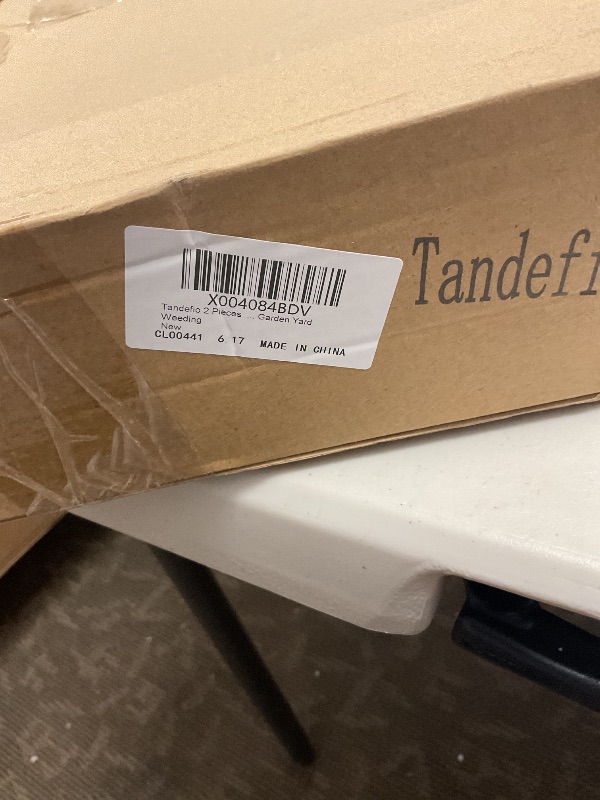 X004084BDV
Tandefio 2 Pieces ... Garden Yard
Weeding
New
CL00441 6.17 MADE IN CHINA
Tandefi